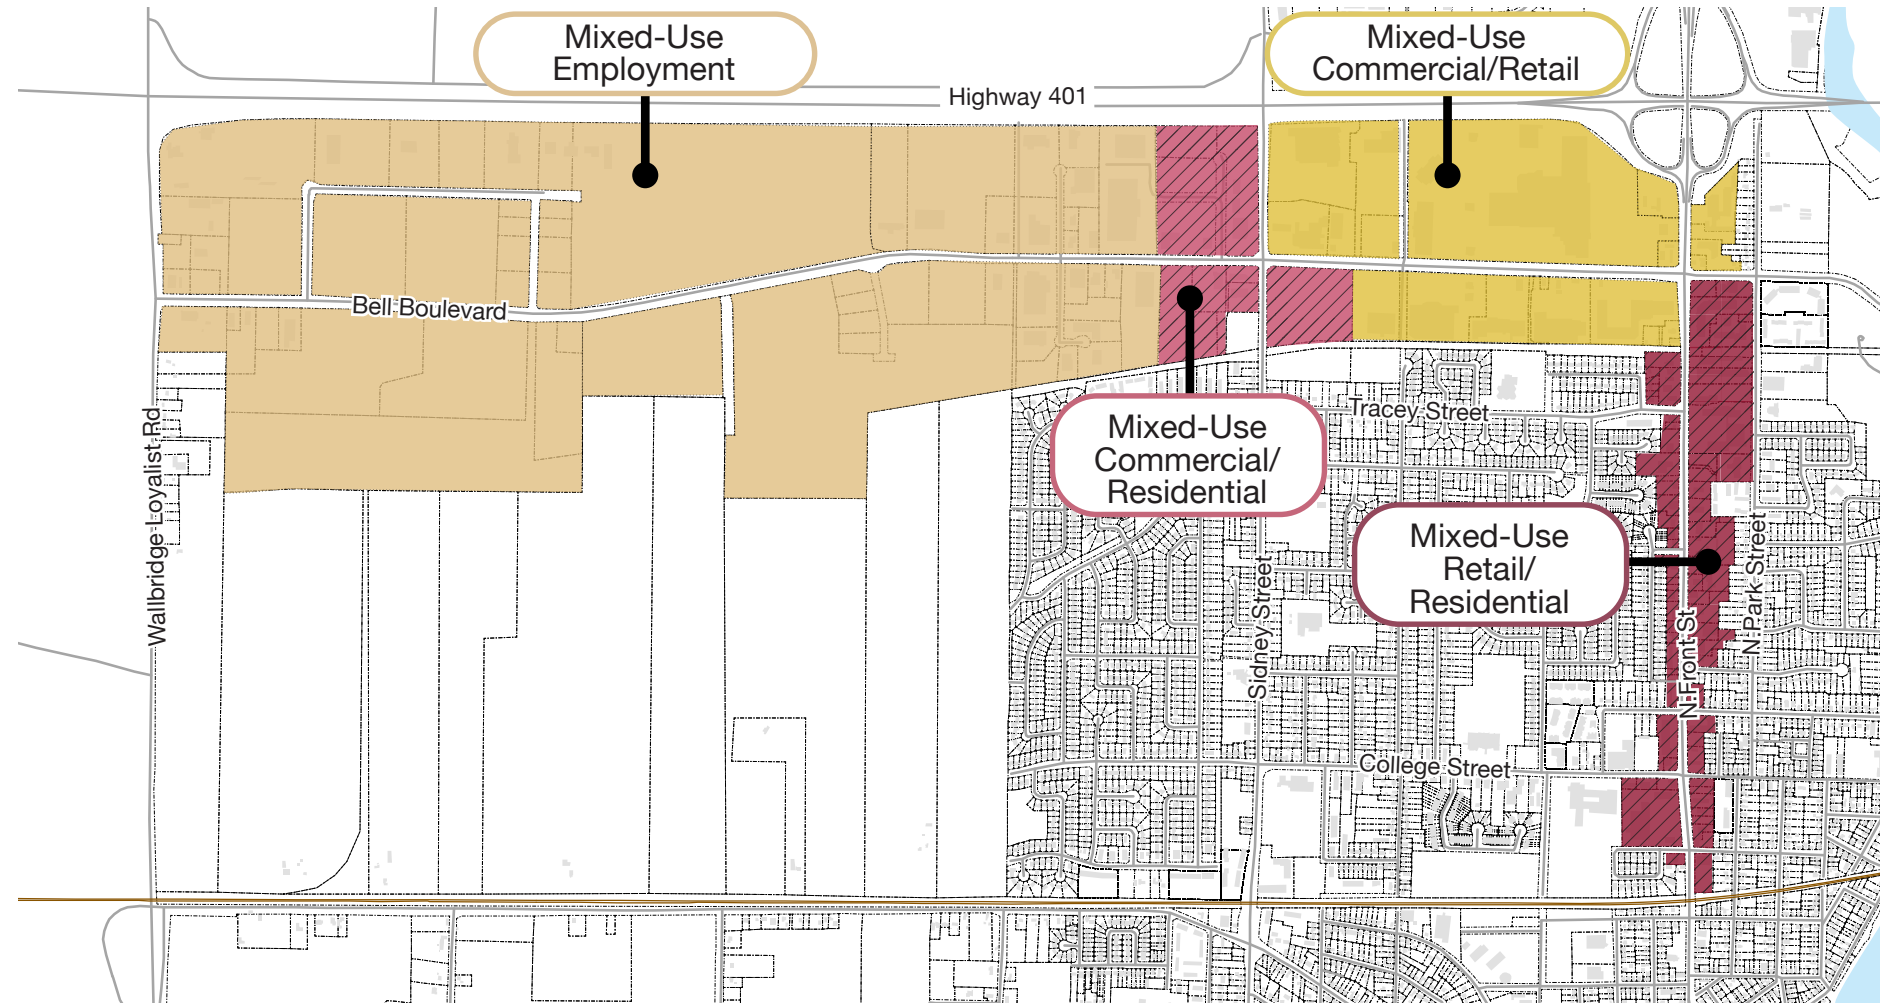 Mixed-Use
Employment
Mixed-Use
Commercial/Retail
Highway 401
Bell Boulevard
Wallbridge-Loyalist Rd
Tracey Street
Mixed-Use
Commercial/
Residential
Mixed-Use
Retail/
Residential
Sidney Street
N Front St
N Park Street
College Street